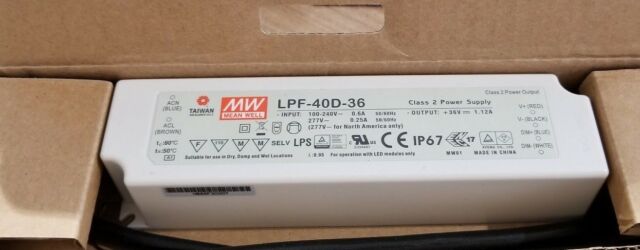 ACN
(BLUE)
ACL
(BROWN)
TAIWAN
MW
MEAN WELL
LPF-40D-36
Class 2 Power Supply
INPUT: 100-240V~ 0.6A 50/60Hz
277V~ 0.25A 50/60Hz
(277V~ for North America only)
OUTPUT: +36V 1.12A
Class 2 Power Output
V+ (RED)
V- (BLACK)
DIM+ (BLUE)
DIM- (WHITE)
F
M
M
SELV
LPS
IP67
Suitable for use in Dry, Damp and Wet Locations
For operation with LED modules only
MW01
MADE IN CHINA